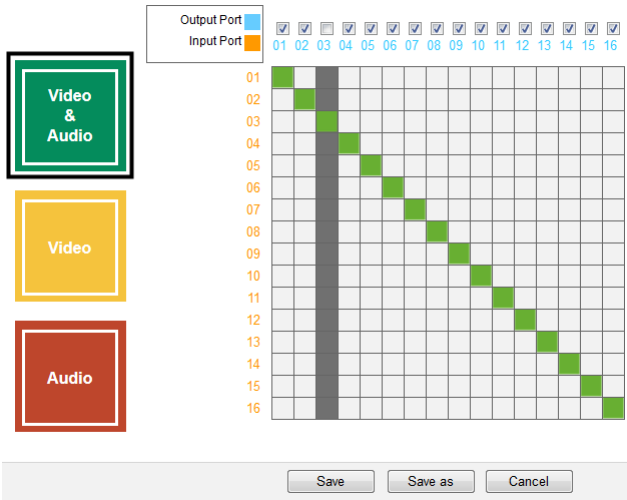 Output Port
Input Port
01 02 03 04 05 06 07 08 09 10 11 12 13 14 15 16
01
02
03
04
05
06
07
08
09
10
11
12
13
14
15
16
Video
&
Audio
Video
Audio
Save Save as Cancel